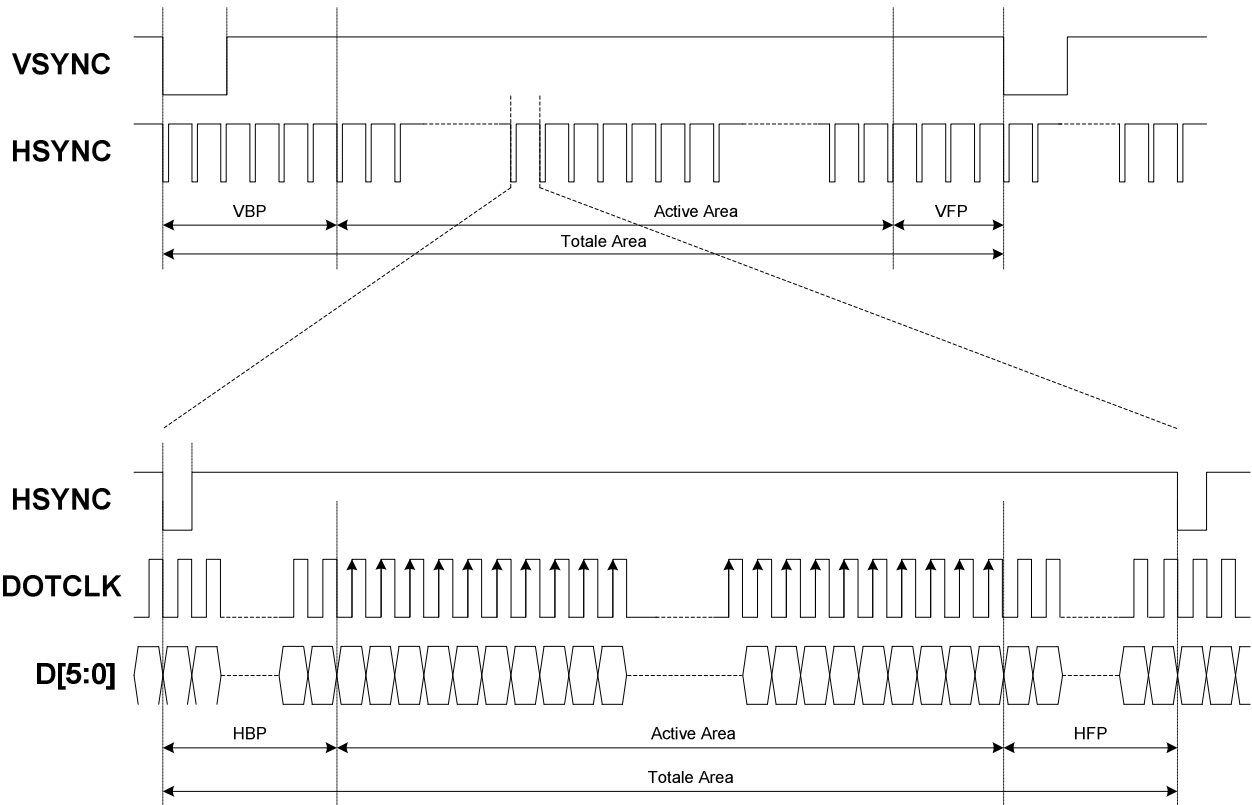 VSYNC
HSYNC
VBP
Active Area
VFP
Totale Area
HSYNC
DOTCLK
D[5:0]
HBP
Active Area
HFP
Totale Area